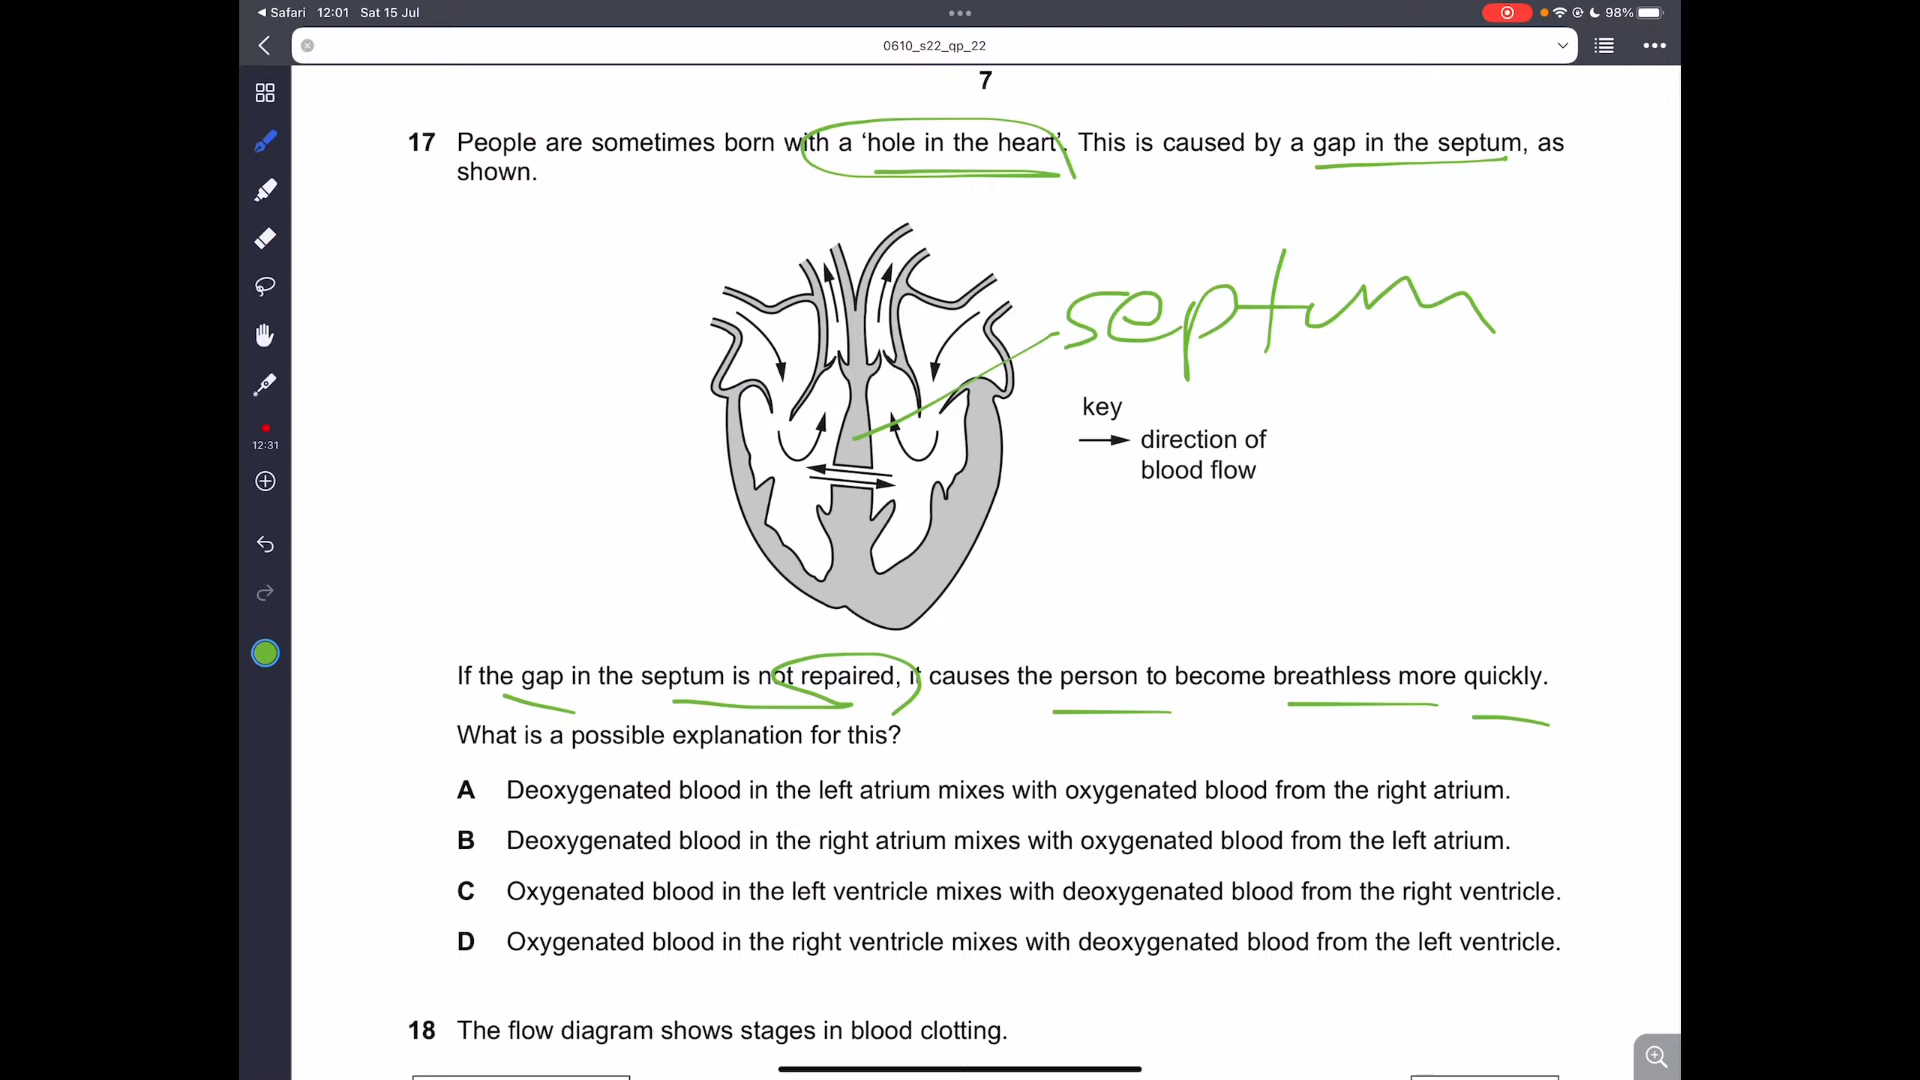 Safari 12:01 Sat 15 Jul
98%
0610_s22_qp_22
7
17 People are sometimes born with a ‘hole in the heart’. This is caused by a gap in the septum, as
shown.
septum
key
direction of
blood flow
12:31
If the gap in the septum is not repaired, it causes the person to become breathless more quickly.
What is a possible explanation for this?
A Deoxygenated blood in the left atrium mixes with oxygenated blood from the right atrium.
B Deoxygenated blood in the right atrium mixes with oxygenated blood from the left atrium.
C Oxygenated blood in the left ventricle mixes with deoxygenated blood from the right ventricle.
D Oxygenated blood in the right ventricle mixes with deoxygenated blood from the left ventricle.
18 The flow diagram shows stages in blood clotting.